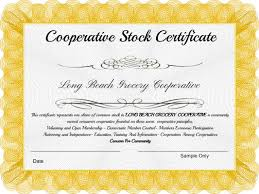 Cooperative Stock Certificate
Long Beach Grocery Cooperative
This certificate represents one share of common stock in LONG BEACH GROCERY COOPERATIVE a community
owned consumer cooperative founded on these seven cooperative principles:
Voluntary and Open Membership - Democratic Member Control - Members Economic Participation
Autonomy and Independence - Education, Training and Information - Cooperation Among Cooperatives
Concern For Community
Date
Sample Only